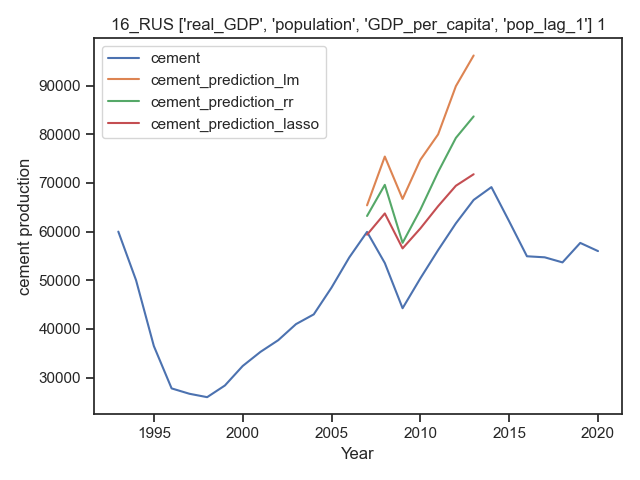 16_RUS ['real_GDP', 'population', 'GDP_per_capita', 'pop_lag_1'] 1
cement
cement_prediction_lm
cement_prediction_rr
cement_prediction_lasso
cement production
90000
80000
70000
60000
50000
40000
30000
1995
2000
2005
2010
2015
2020
Year